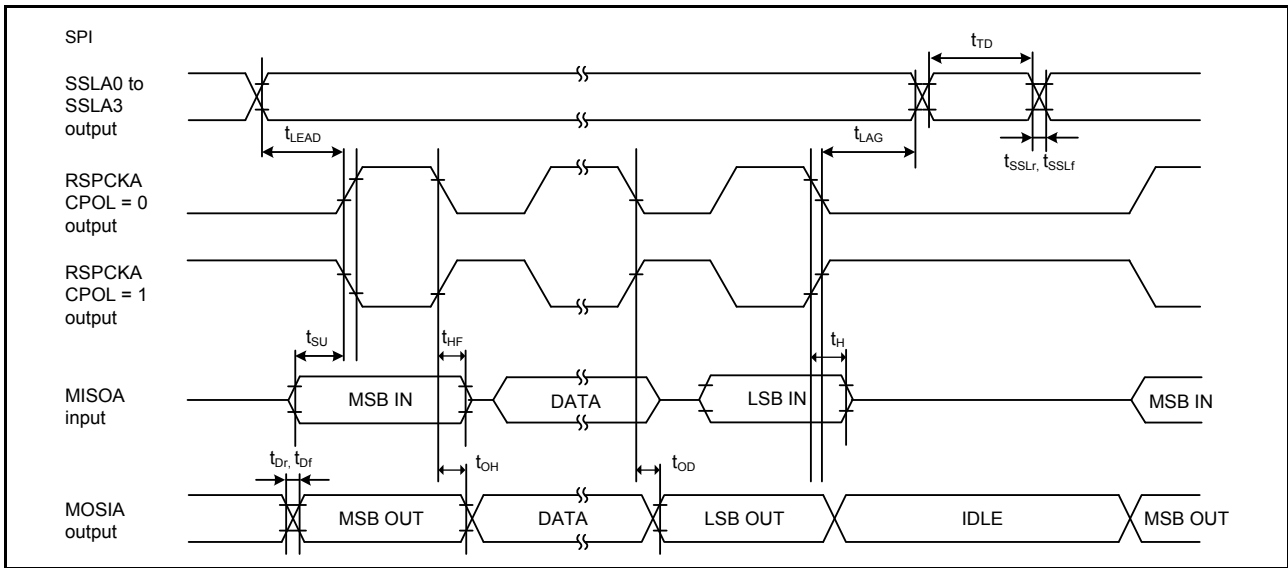 SPI
SSLA0 to
SSLA3
output
tTD
tLEAD
tLAG
tSSLr, tSSLf
RSPCKA
CPOL = 0
output
RSPCKA
CPOL = 1
output
tSU
tHF
tH
MISOA
input
MSB IN
DATA
LSB IN
MSB IN
tDr, tDf
tOH
tOD
MOSIA
output
MSB OUT
DATA
LSB OUT
IDLE
MSB OUT